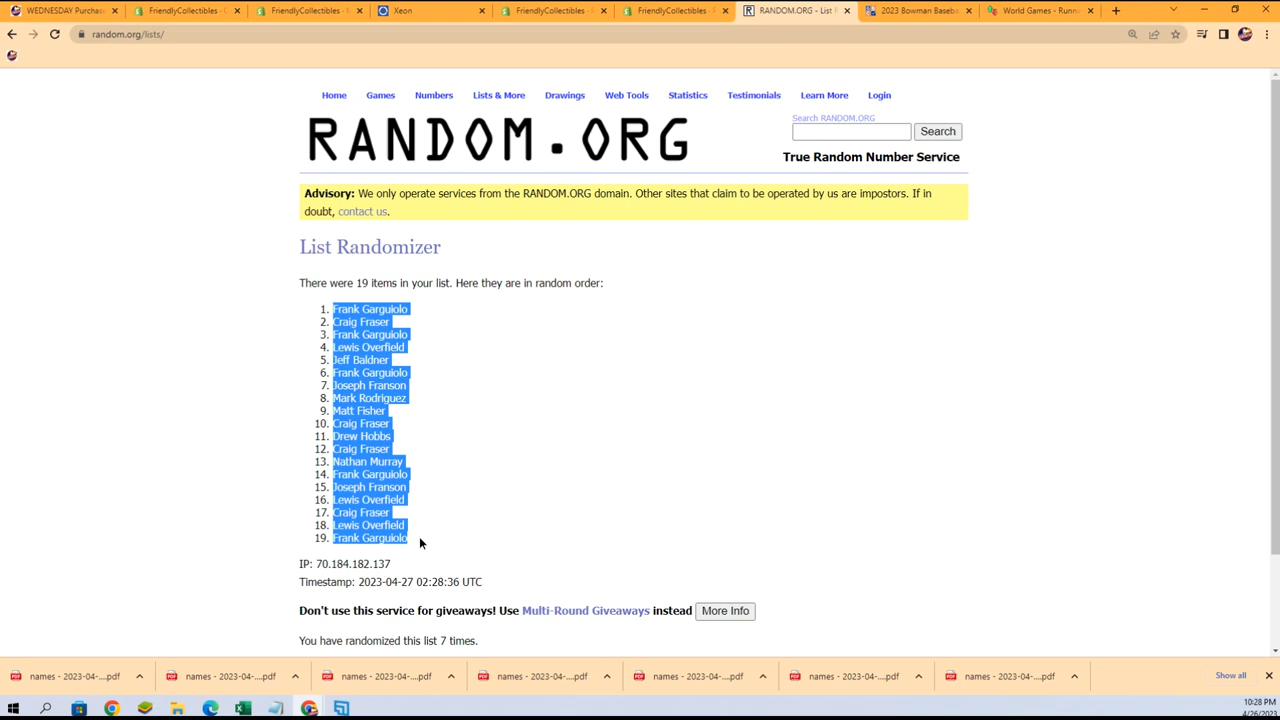 WEDNESDAY Purchase
FriendlyCollectibles -
FriendlyCollectibles -
Xeon
FriendlyCollectibles -
FriendlyCollectibles -
RANDOM.ORG - List
2023 Bowman Baseba
World Games - Runn
random.org/lists/
Home Games Numbers Lists & More Drawings Web Tools Statistics Testimonials Learn More Login
Search RANDOM.ORG
RANDOM.ORG
Search
True Random Number Service
Advisory: We only operate services from the RANDOM.ORG domain. Other sites that claim to be operated by us are impostors. If in
doubt, contact us.
List Randomizer
There were 19 items in your list. Here they are in random order:
1. Frank Garguiolo
2. Craig Fraser
3. Frank Garguiolo
4. Lewis Overfield
5. Jeff Baldner
6. Frank Garguiolo
7. Joseph Franson
8. Mark Rodriguez
9. Matt Fisher
10. Craig Fraser
11. Drew Hobbs
12. Craig Fraser
13. Nathan Murray
14. Frank Garguiolo
15. Joseph Franson
16. Lewis Overfield
17. Craig Fraser
18. Lewis Overfield
19. Frank Garguiolo
IP: 70.184.182.137
Timestamp: 2023-04-27 02:28:36 UTC
Don't use this service for giveaways! Use Multi-Round Giveaways instead More Info
You have randomized this list 7 times.
names - 2023-04-....pdf
names - 2023-04-....pdf
names - 2023-04-....pdf
names - 2023-04-....pdf
names - 2023-04-....pdf
names - 2023-04-....pdf
names - 2023-04-....pdf
Show all
10:28 PM
4/26/2023